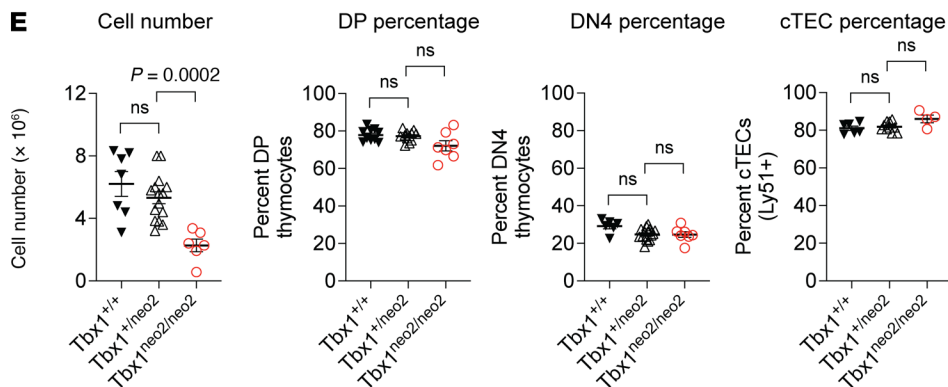 E
Cell number
DP percentage
DN4 percentage
cTEC percentage
P = 0.0002
ns
Cell number (× 10⁶)
12
8
4
0
Tbx1⁺/⁺
Tbx1⁺/ⁿᵉᵒ²
Tbx1ⁿᵉᵒ²/ⁿᵉᵒ²
ns
ns
Percent DP
thymocytes
100
80
60
40
20
0
Tbx1⁺/⁺
Tbx1⁺/ⁿᵉᵒ²
Tbx1ⁿᵉᵒ²/ⁿᵉᵒ²
ns
ns
Percent DN4
thymocytes
100
80
60
40
20
0
Tbx1⁺/⁺
Tbx1⁺/ⁿᵉᵒ²
Tbx1ⁿᵉᵒ²/ⁿᵉᵒ²
ns
ns
Percent cTECs
(Ly51+)
100
80
60
40
20
0
Tbx1⁺/⁺
Tbx1⁺/ⁿᵉᵒ²
Tbx1ⁿᵉᵒ²/ⁿᵉᵒ²